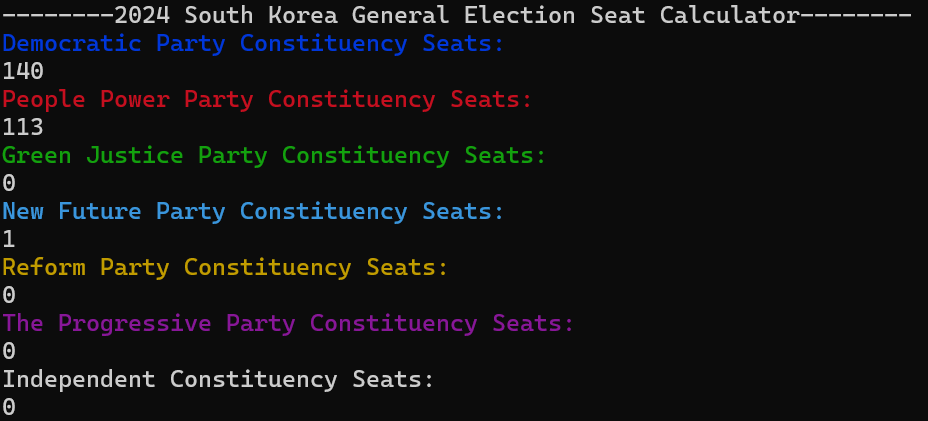 --------2024 South Korea General Election Seat Calculator--------
Democratic Party Constituency Seats:
140
People Power Party Constituency Seats:
113
Green Justice Party Constituency Seats:
0
New Future Party Constituency Seats:
1
Reform Party Constituency Seats:
0
The Progressive Party Constituency Seats:
0
Independent Constituency Seats:
0